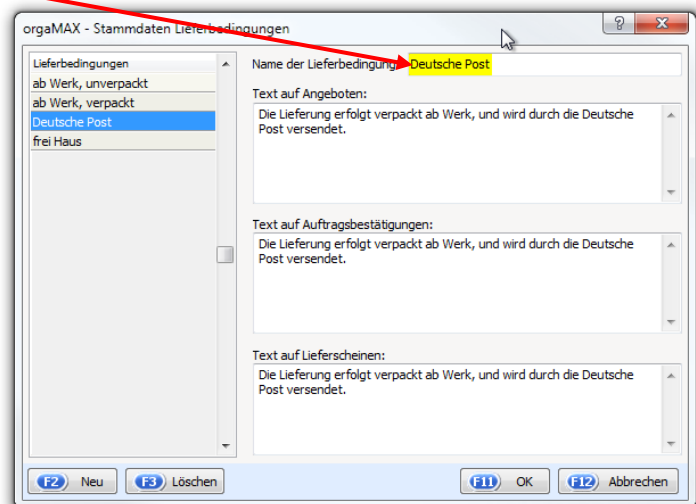 orgaMAX - Stammdaten Lieferbedingungen
Lieferbedingungen
ab Werk, unverpackt
ab Werk, verpackt
Deutsche Post
frei Haus
Name der Lieferbedingung: Deutsche Post
Text auf Angeboten:
Die Lieferung erfolgt verpackt ab Werk, und wird durch die Deutsche
Post versendet.
Text auf Auftragsbestätigungen:
Die Lieferung erfolgt verpackt ab Werk, und wird durch die Deutsche
Post versendet.
Text auf Lieferscheinen:
Die Lieferung erfolgt verpackt ab Werk, und wird durch die Deutsche
Post versendet.
F2 Neu F3 Löschen F11 OK F12 Abbrechen